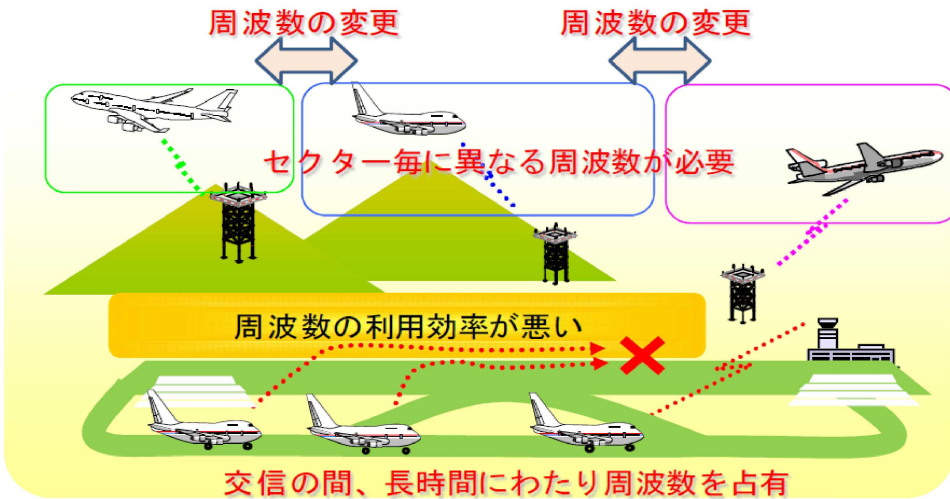 周波数の変更
周波数の変更
セクター毎に異なる周波数が必要
周波数の利用効率が悪い
交信の間、長時間にわたり周波数を占有